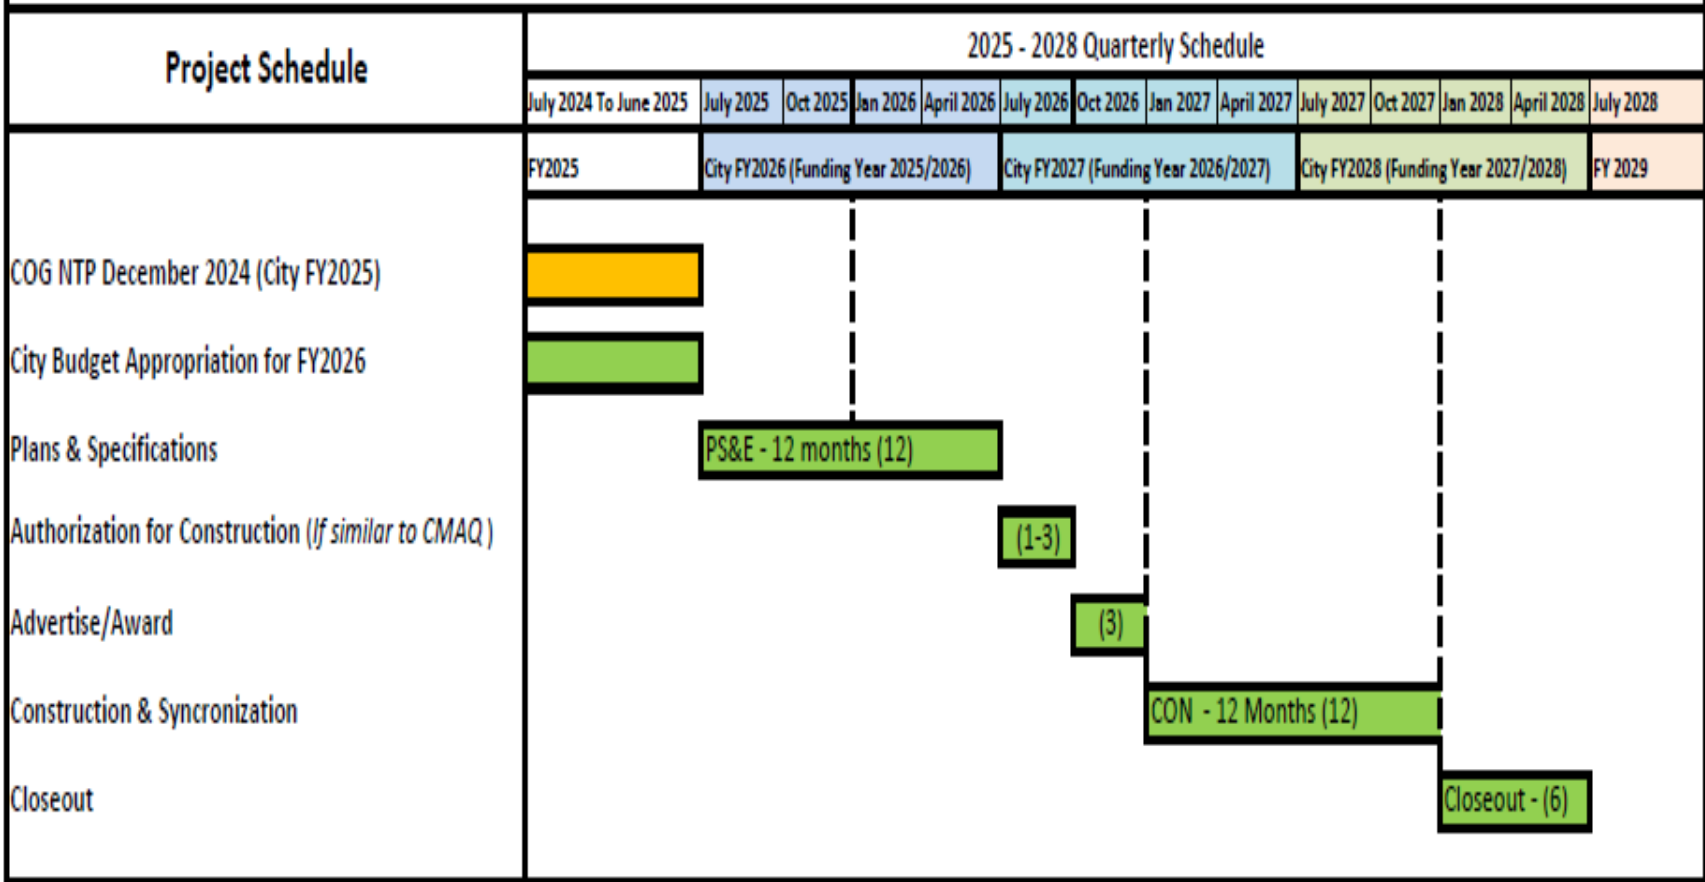 Project Schedule
2025 - 2028 Quarterly Schedule
July 2024 To June 2025 July 2025 Oct 2025 Jan 2026 April 2026 July 2026 Oct 2026 Jan 2027 April 2027 July 2027 Oct 2027 Jan 2028 April 2028 July 2028
FY2025 City FY2026 (Funding Year 2025/2026) City FY2027 (Funding Year 2026/2027) City FY2028 (Funding Year 2027/2028) FY 2029
COG NTP December 2024 (City FY2025)
City Budget Appropriation for FY2026
Plans & Specifications PS&E - 12 months (12)
Authorization for Construction (If similar to CMAQ ) (1-3)
Advertise/Award (3)
Construction & Syncronization CON - 12 Months (12)
Closeout Closeout - (6)